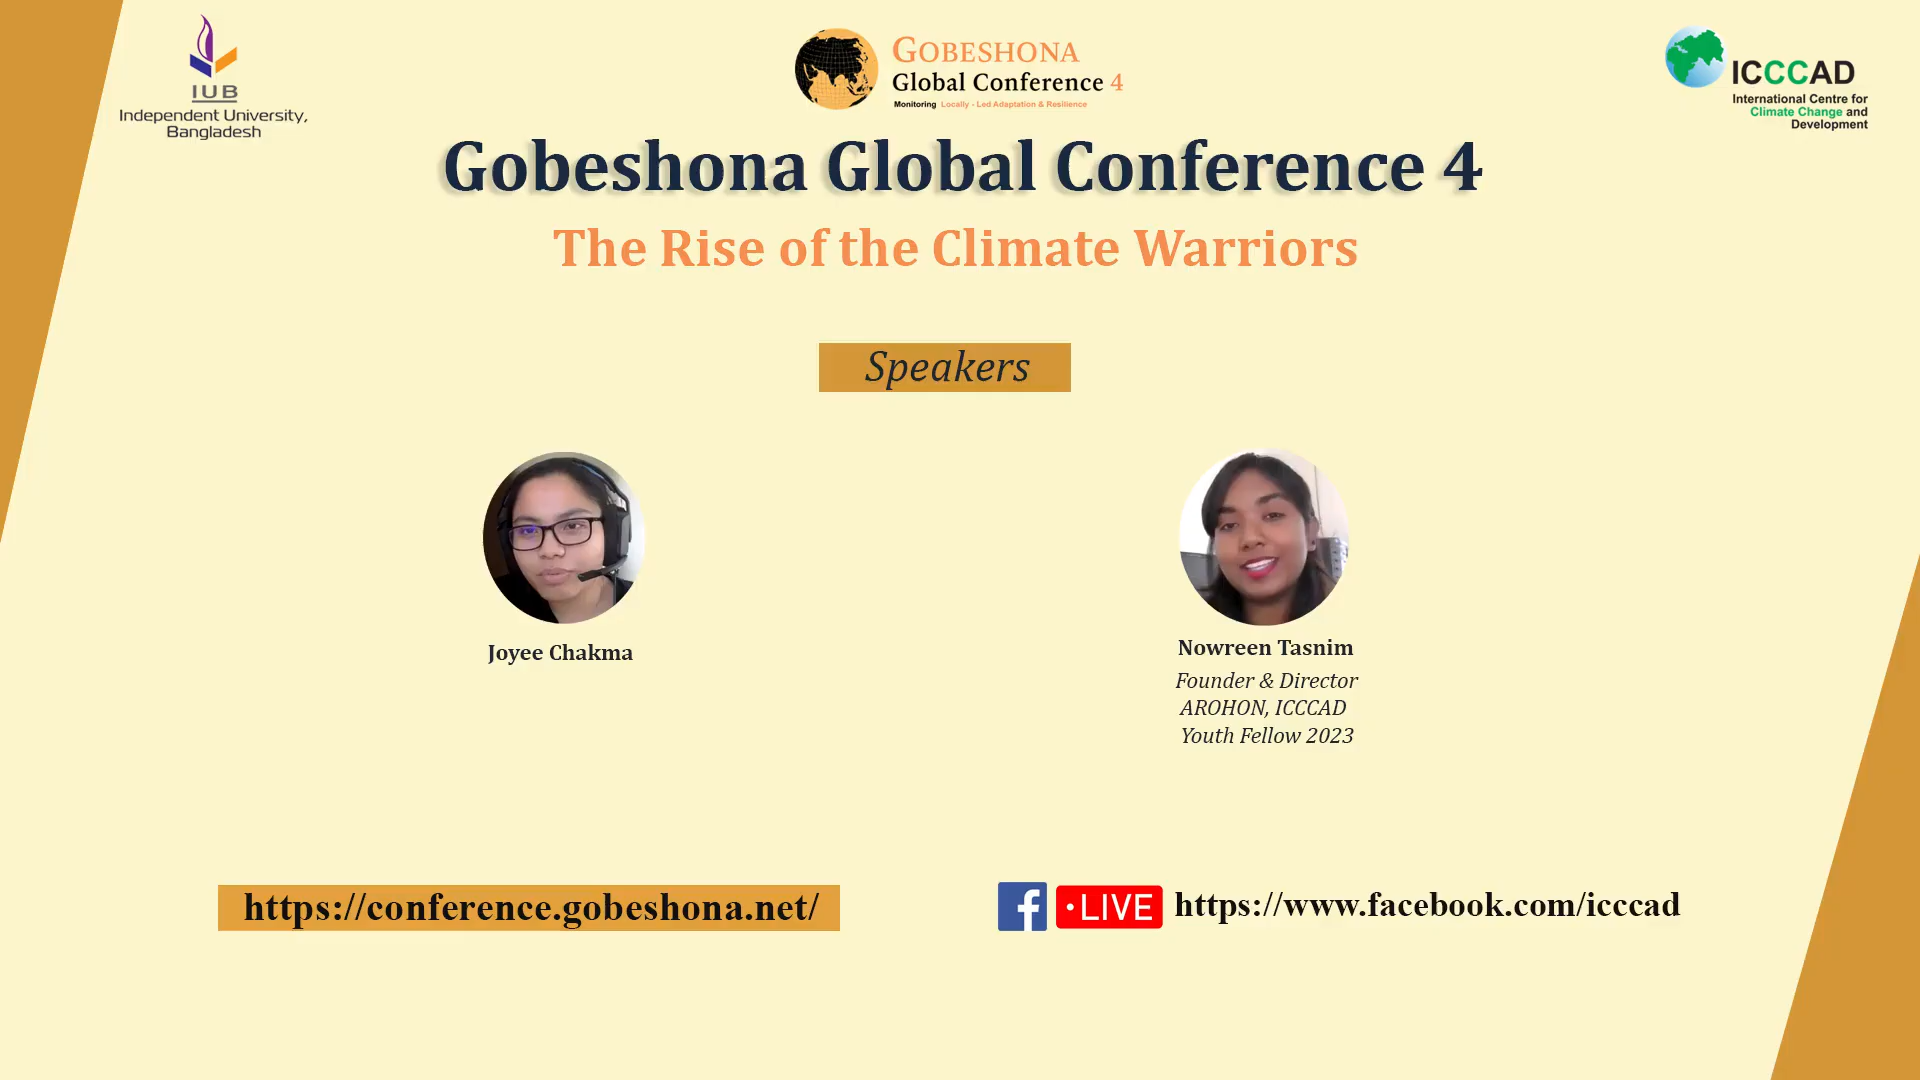 IUB
Independent University,
Bangladesh
GOBESHONA
Global Conference 4
Monitoring Locally - Led Adaptation & Resilience
ICCCAD
International Centre for
Climate Change and
Development
Gobeshona Global Conference 4
The Rise of the Climate Warriors
Speakers
Joyee Chakma
Nowreen Tasnim
Founder & Director
AROHON, ICCCAD
Youth Fellow 2023
https://conference.gobeshona.net/
f
• LIVE
https://www.facebook.com/icccad